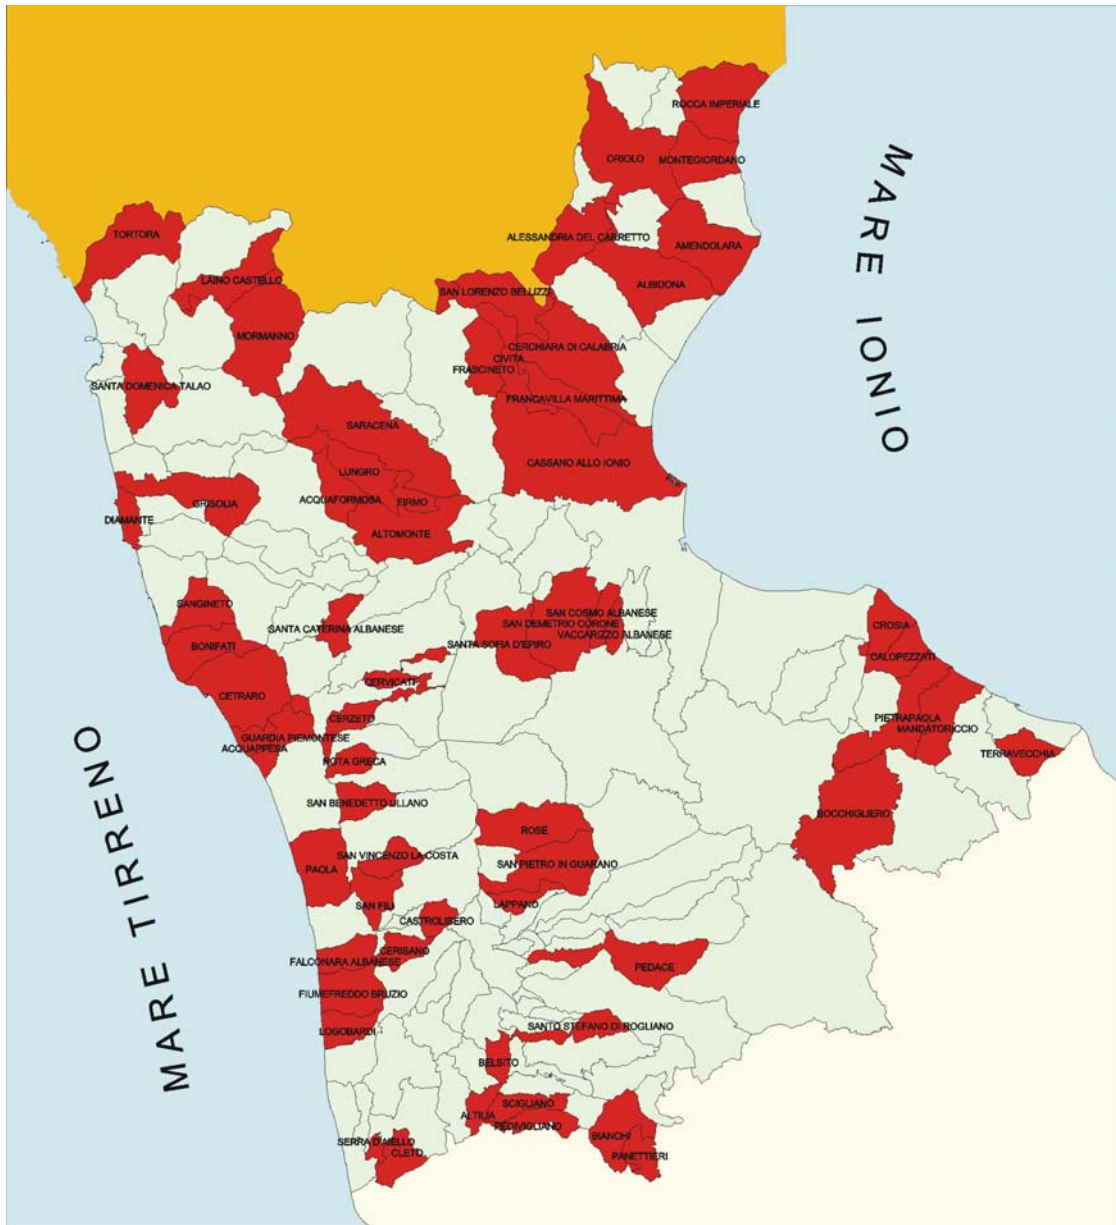 ROCCA IMPERIALE
ORIOLO
MONTEGIORDANO
MARE IONIO
TORTORA
ALESSANDRIA DEL CARRETTO
AMENDOLARA
LAINO CASTELLO
ALBIDONA
SAN LORENZO BELLIZZI
MORMANNO
CERCHIARA DI CALABRIA
CIVITA
FRASCINETO
SANTA DOMENICA TALAO
FRANCAVILLA MARITTIMA
SARACENA
CASSANO ALLO IONIO
LUNGRO
ACQUAFORMOSA
FIRMO
GRISOLIA
DIAMANTE
ALTOMONTE
SANGINETO
SAN COSMO ALBANESE
SAN DEMETRIO CORONE
SANTA CATERINA ALBANESE
VACCARIZZO ALBANESE
CROSIA
BONIFATI
SANTA SOFIA D'EPIRO
CALOPEZZATI
CERVICATI
CETRARO
CERZETO
PIETRAPAOLA
MANDATORICCIO
GUARDIA PIEMONTESE
ACQUAPPESA
TERRAVECCHIA
ROTA GRECA
MARE TIRRENO
SAN BENEDETTO ULLANO
BOCCHIGLIERO
ROSE
SAN VINCENZO LA COSTA
SAN PIETRO IN GUARANO
PAOLA
LAPPANO
SAN FILI
CASTROLIBERO
CERISANO
FALCONARA ALBANESE
PEDACE
FIUMEFREDDO BRUZIO
SANTO STEFANO DI ROGLIANO
LOGOBARDI
BELSITO
SCIGLIANO
ALTILIA
PEDIVIGLIANO
BIANCHI
SERRA D'AIELLO
CLETO
PANETTIERI